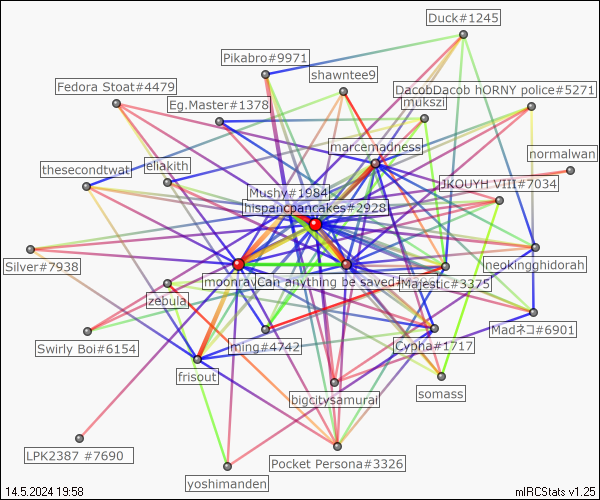 Duck#1245
Pikabro#9971
shawntee9
Fedora Stoat#4479
DacobDacob hORNY police#5271
Eg.Master#1378
mukszi
marcemadness
normalwan
thesecondtwat
eliakith
JKOUYH VIII#7034
Mushy#1984
hispancpancakes#2928
Silver#7938
neokingghidorah
moonray
Can anything be saved
Majestic#3375
zebulal
Madネコ#6901
Swirly Boi#6154
ming#4742
Cypha#1717
frisout
bigcitysamurai
somass
LPK2387 #7690
Pocket Persona#3326
yoshimanden
14.5.2024 19:58
mIRCStats v1.25